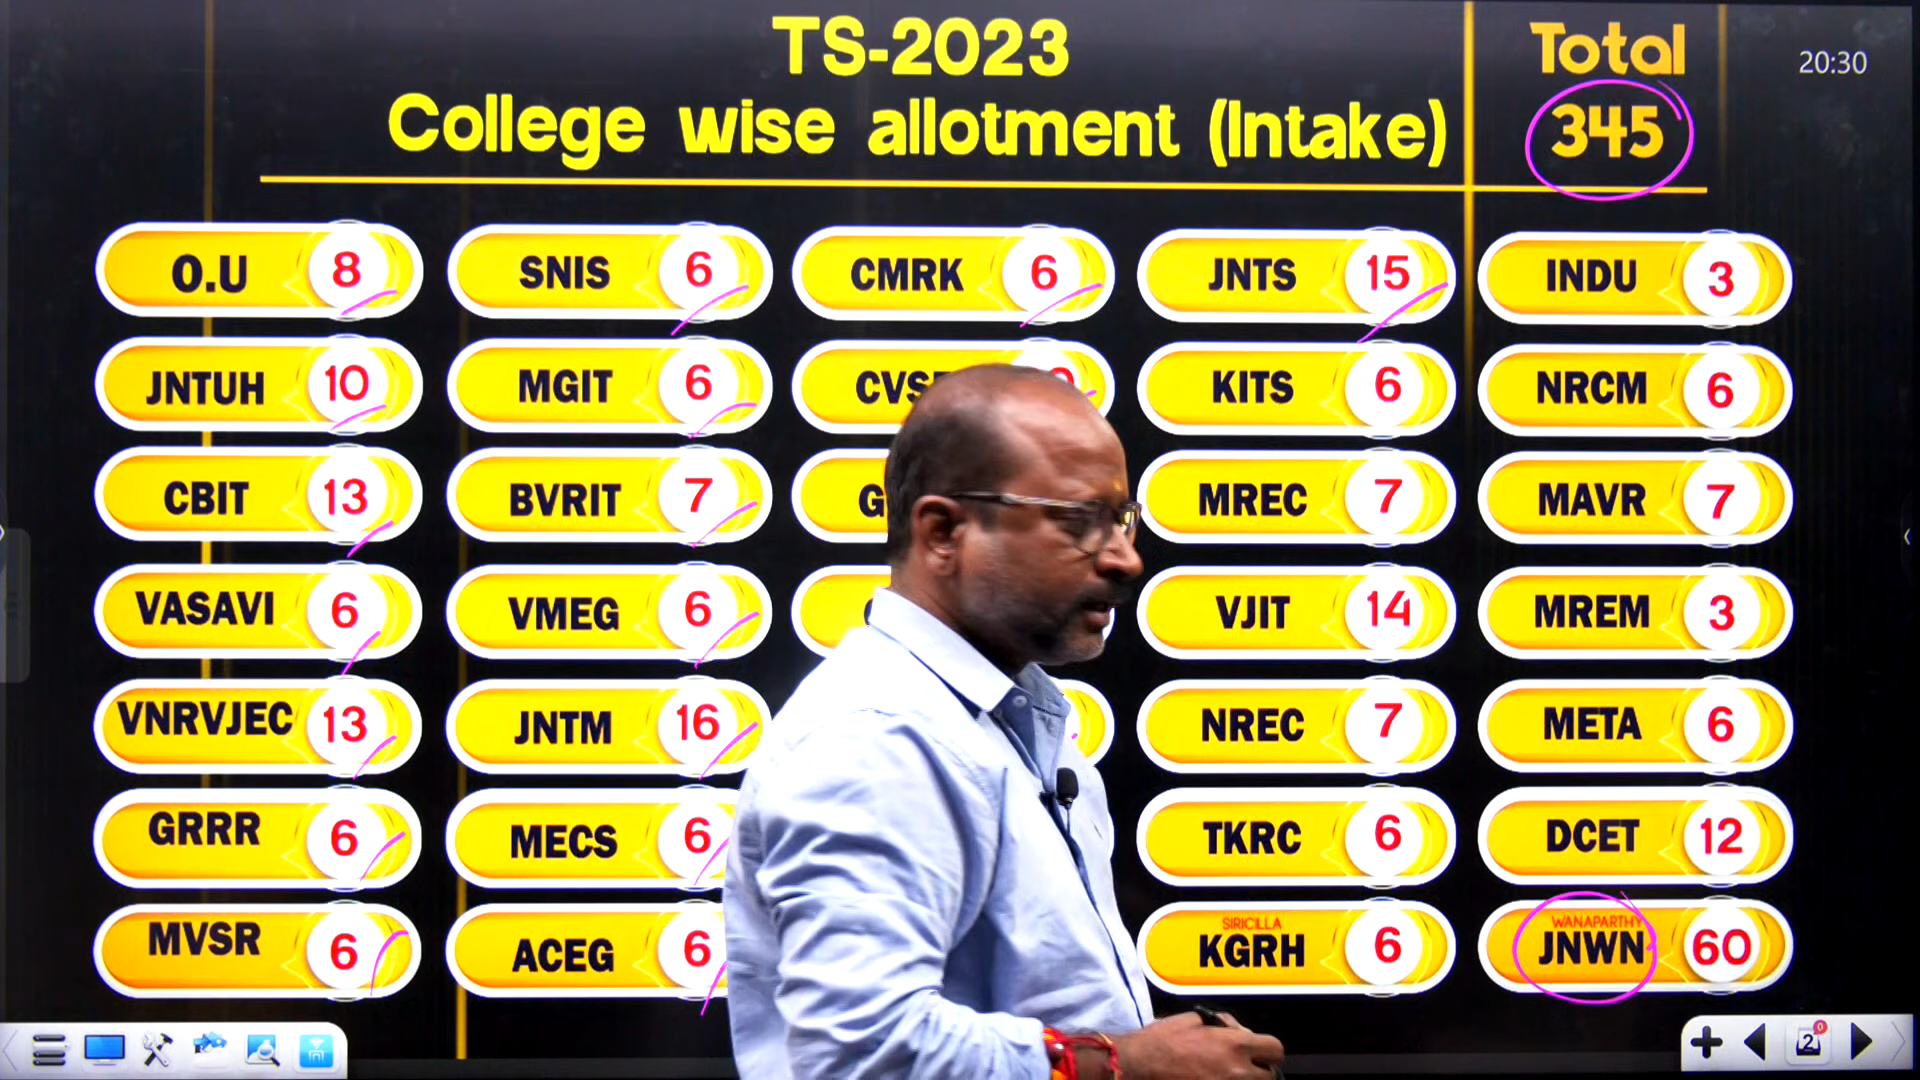 TS-2023
College wise allotment (Intake)
Total
345
20:30
O.U 8
SNIS 6
CMRK 6
JNTS 15
INDU 3
JNTUH 10
MGIT 6
KITS 6
NRCM 6
CBIT 13
BVRIT 7
MREC 7
MAVR 7
VASAVI 6
VMEG 6
VJIT 14
MREM 3
VNRVJEC 13
JNTM 16
NREC 7
META 6
GRRR 6
MECS 6
TKRC 6
DCET 12
MVSR 6
ACEG 6
SIRICILLA
KGRH 6
WANAPARTHY
JNWN 60
2
0